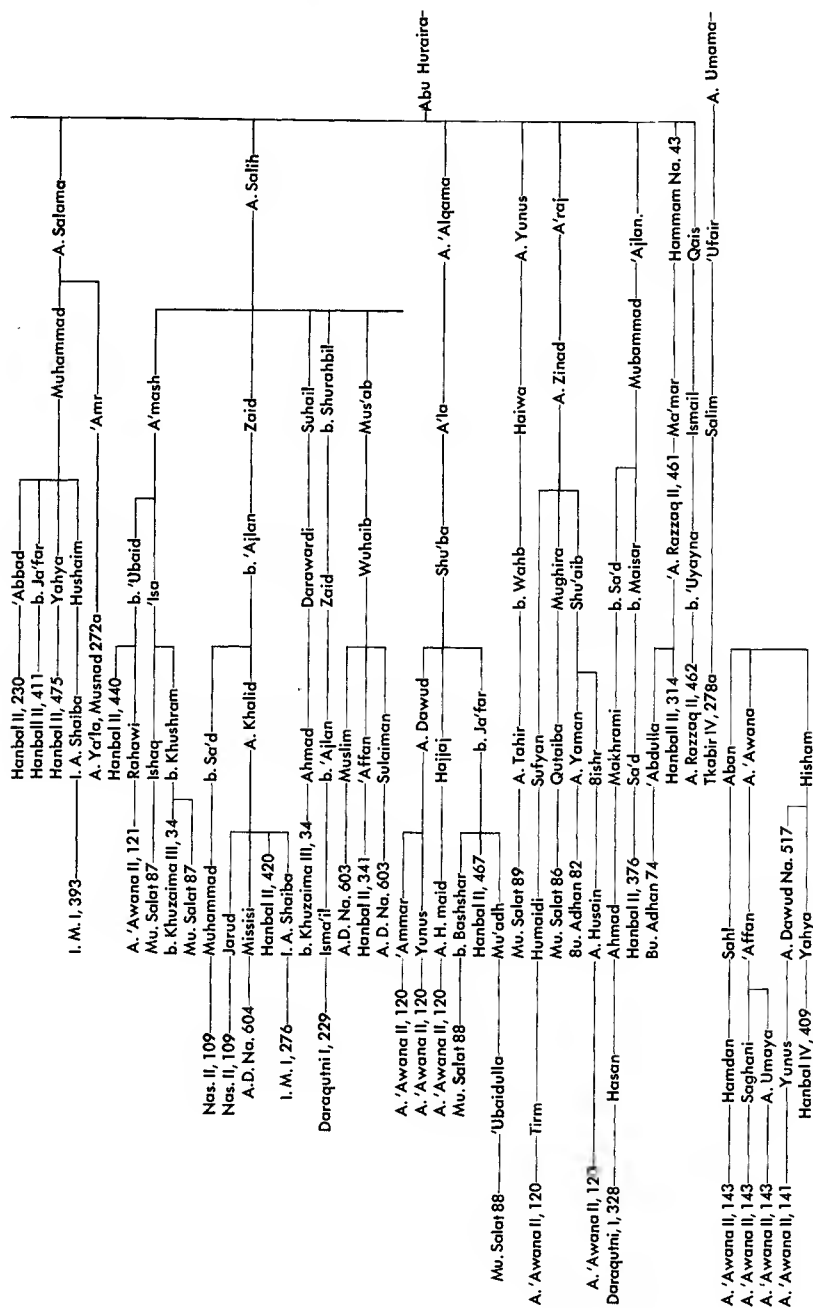 Hanbal II, 230 'Abbad
Hanball II, 411 b. Ja'far
Hanbal II, 475 Yahya Muhammad A. Salama
I. M. I, 393 I. A. Shaiba Hushaim
A. Ya'la, Musnad 272a 'Amr
Hanbal II, 440
A. 'Awana II, 121 Rahawi b. 'Ubaid
Mu. Salat 87 Ishaq 'Isa A'mash
b. Khuzaima III, 34 b. Khushram
Mu. Salat 87
Nas. II, 109 Muhammad b. Sa'd
Nas. II, 109 Jarud b. 'Ajlan Zaid A. Salih
A.D. No. 604 Missisi A. Khalid
Hanbal II, 420
I. M. I, 276 I. A. Shaiba
b. Khuzaima III, 34 Ahmad Darawardi Suhail
Daraqutni I, 229 Isma'il b. 'Ajlan Zaid b. Shurahbil
A.D. No. 603 Muslim
Hanbal II, 341 'Affan Wuhaib Mus'ab
A. D. Na. 603 Sulaiman
Abu Huraira
A. 'Awana II, 120 'Ammar
A. 'Awana II, 120 Yunus A. Dawud
A. 'Awana II, 120 A. H. maid Hajjaj Shu'ba A'la A. 'Alqama
Mu. Salat 88 b. Bashshar
Hanbal II, 467 b. Ja'far
Mu. Salat 88 'Ubaidulla Mu'adh
Mu. Salat 89 A. Tahir b. Wahb Haiwa A. Yunus
A. 'Awana II, 120 Tirm Humaidi Sufyan
Mu. Salat 86 Qutaiba Mughira A. Zinad A'raj
Bu. Adhan 82 A. Yaman Shu'aib
A. 'Awana II, 120 A. Husain Bishr
Daraqutni, I, 328 Hasan Ahmad Makhrami b. Sa'd
Hanbal II, 376 Sa'd b. Maisar Mubammad 'Ajlan.
Bu. Adhan 74 'Abdulla
Hanball II, 314 'A. Razzaq II, 461 Ma'mar Hammam Na. 43
A. Razzaq II, 462 b. 'Uyayna Ismail Qais
Tkabir IV, 278a Salim 'Ufair A. Umama
A. 'Awana II, 143 Hamdan Sahl Aban
A. 'Awana II, 143 Saghani 'Affan A. 'Awana
A. 'Awana II, 143 A. Umaya
A. 'Awana II, 141 Yunus A. Dawud No. 517
Hanbal IV, 409 Yahya Hisham